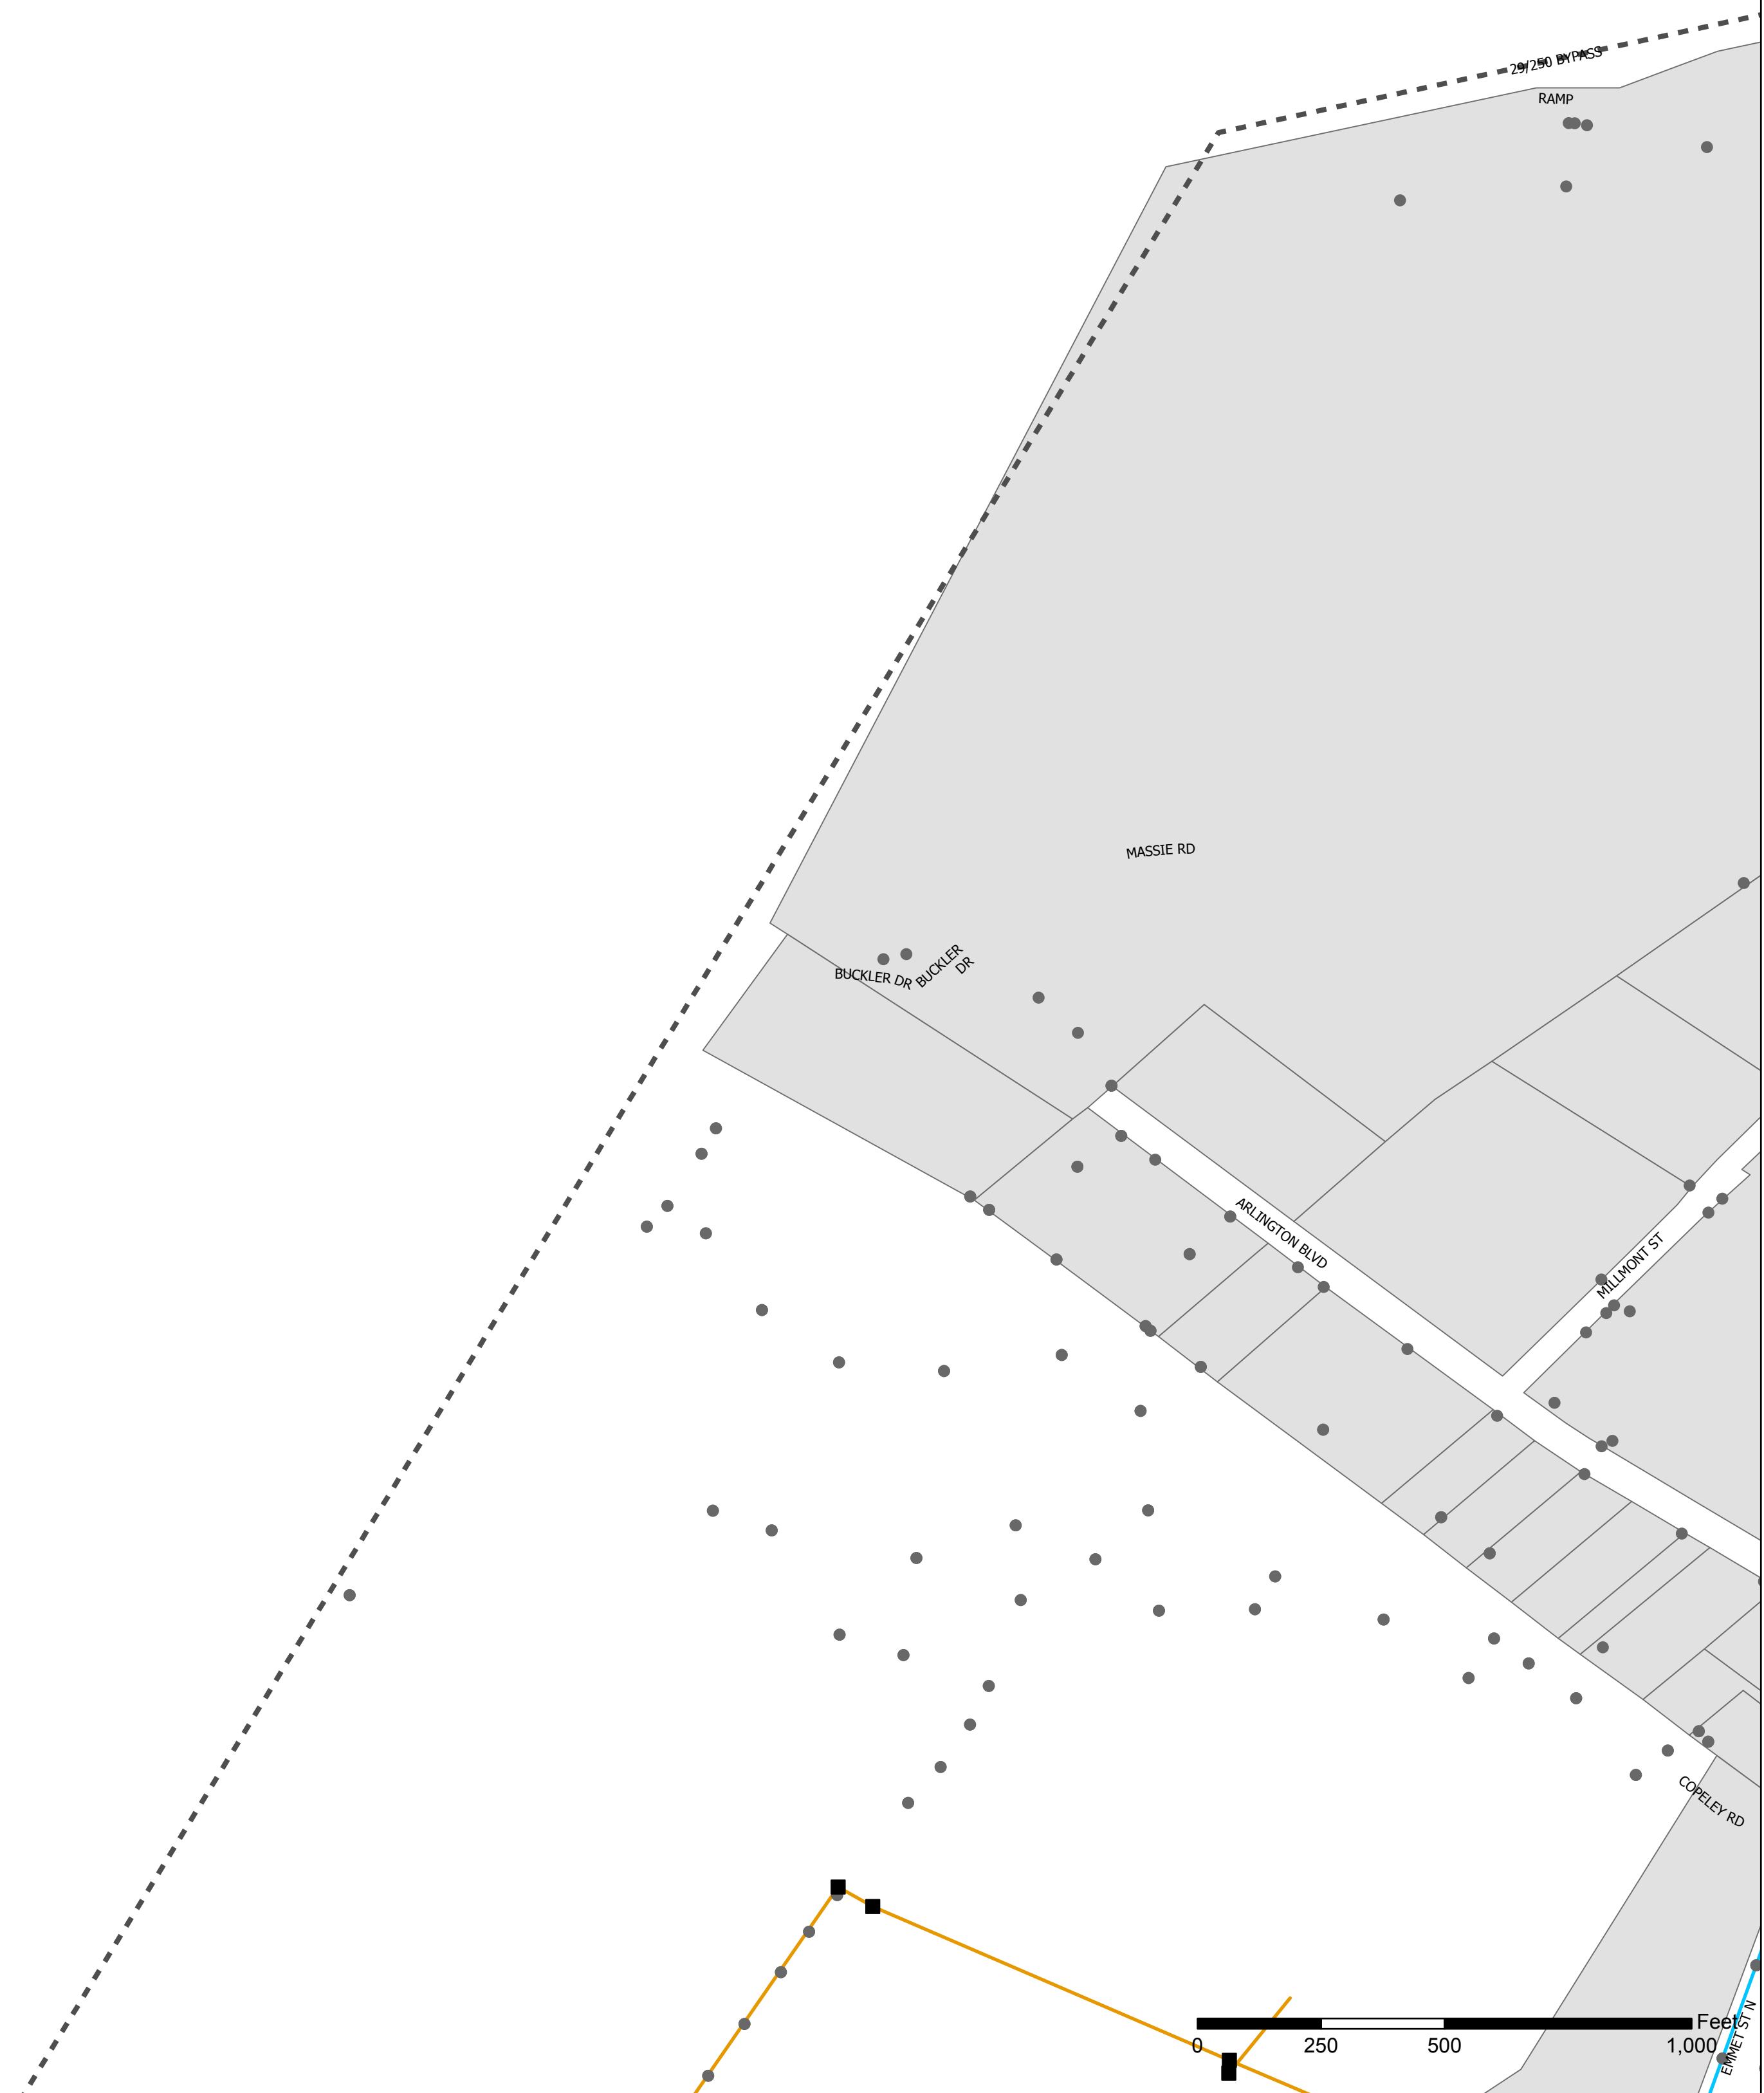 29/250 BYPASS
RAMP
MASSIE RD
BUCKLER DR
BUCKLER
DR
ARLINGTON BLVD
MILLMONT ST
COPELEY RD
EMMET ST N
Feet
0 250 500 1,000